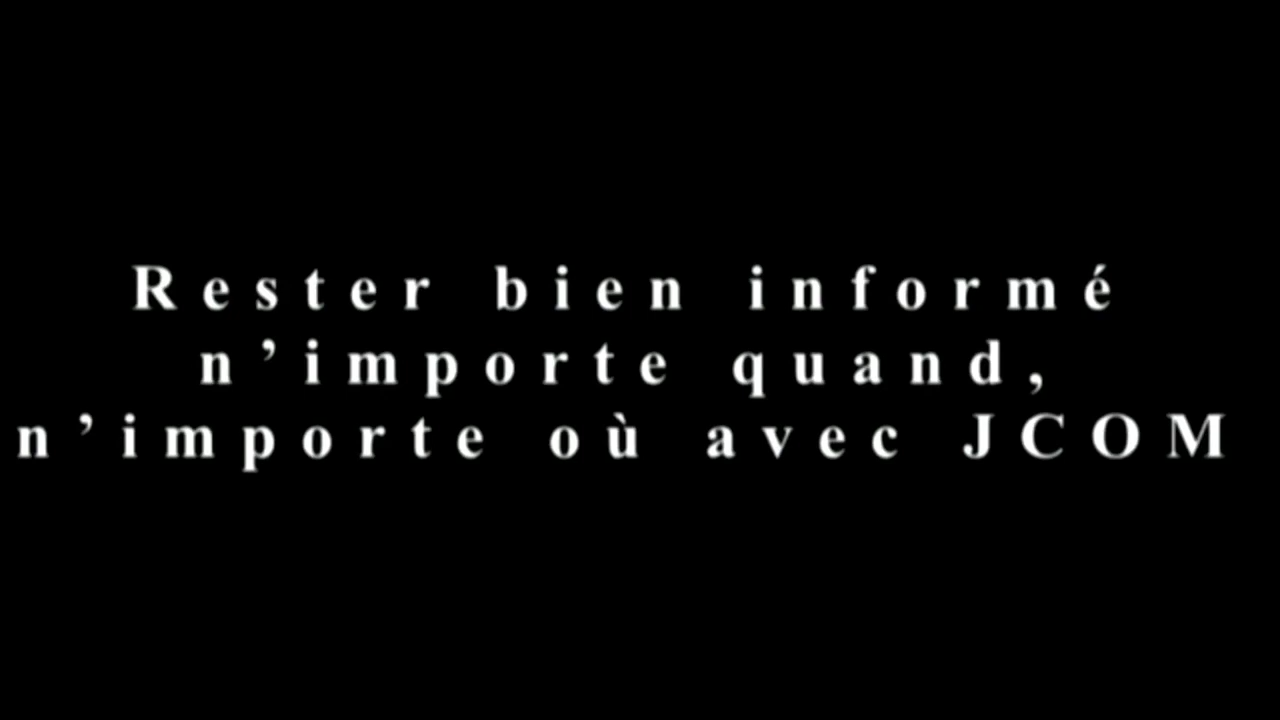 Rester bien informé
n’importe quand,
n’importe où avec JCOM